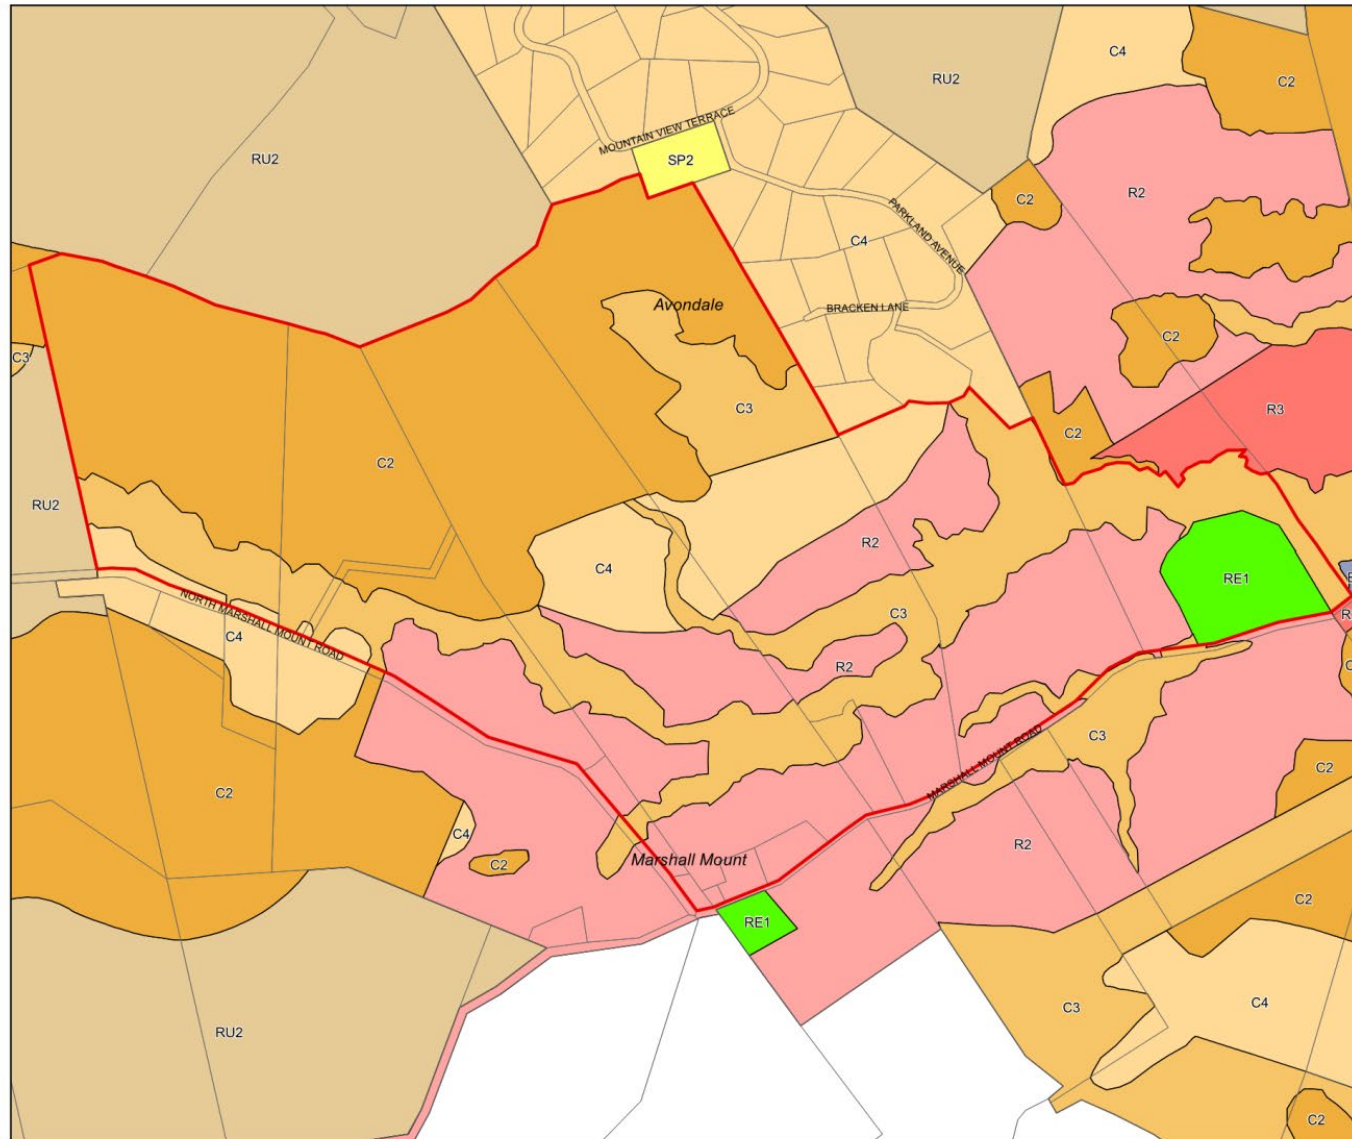 C4
RU2
C2
MOUNTAIN VIEW TERRACE
RU2
SP2
R2
C2
PARKLAND AVENUE
C4
Avondale
BRACKEN LANE
C2
C3
C3
R3
C2
C2
RU2
R2
C4
RE1
C3
NORTH MARSHALL MOUNT ROAD
C4
R2
C3
MARSHALL MOUNT ROAD
C2
C2
C4
R2
Marshall Mount
C2
C2
RE1
C3
C4
RU2
C2